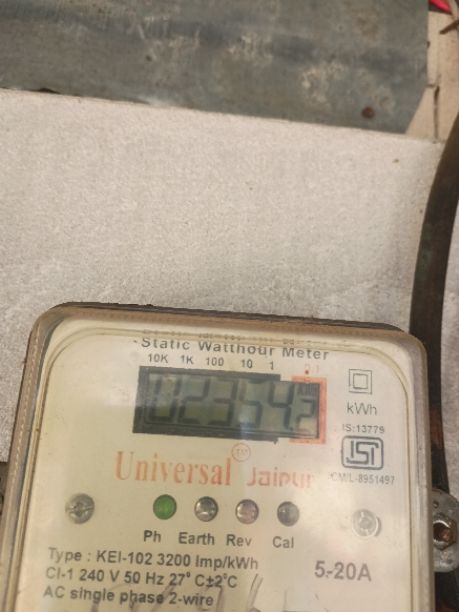 Static Watthour Meter
10K 1K 100 10 1
kWh
IS:13779
ISI
CM/L-8951497
Universal TM Jaipur
Ph Earth Rev Cal
Type : KEI-102 3200 Imp/kWh
Cl-1 240 V 50 Hz 27° C±2°C
5-20A
AC single phase 2-wire